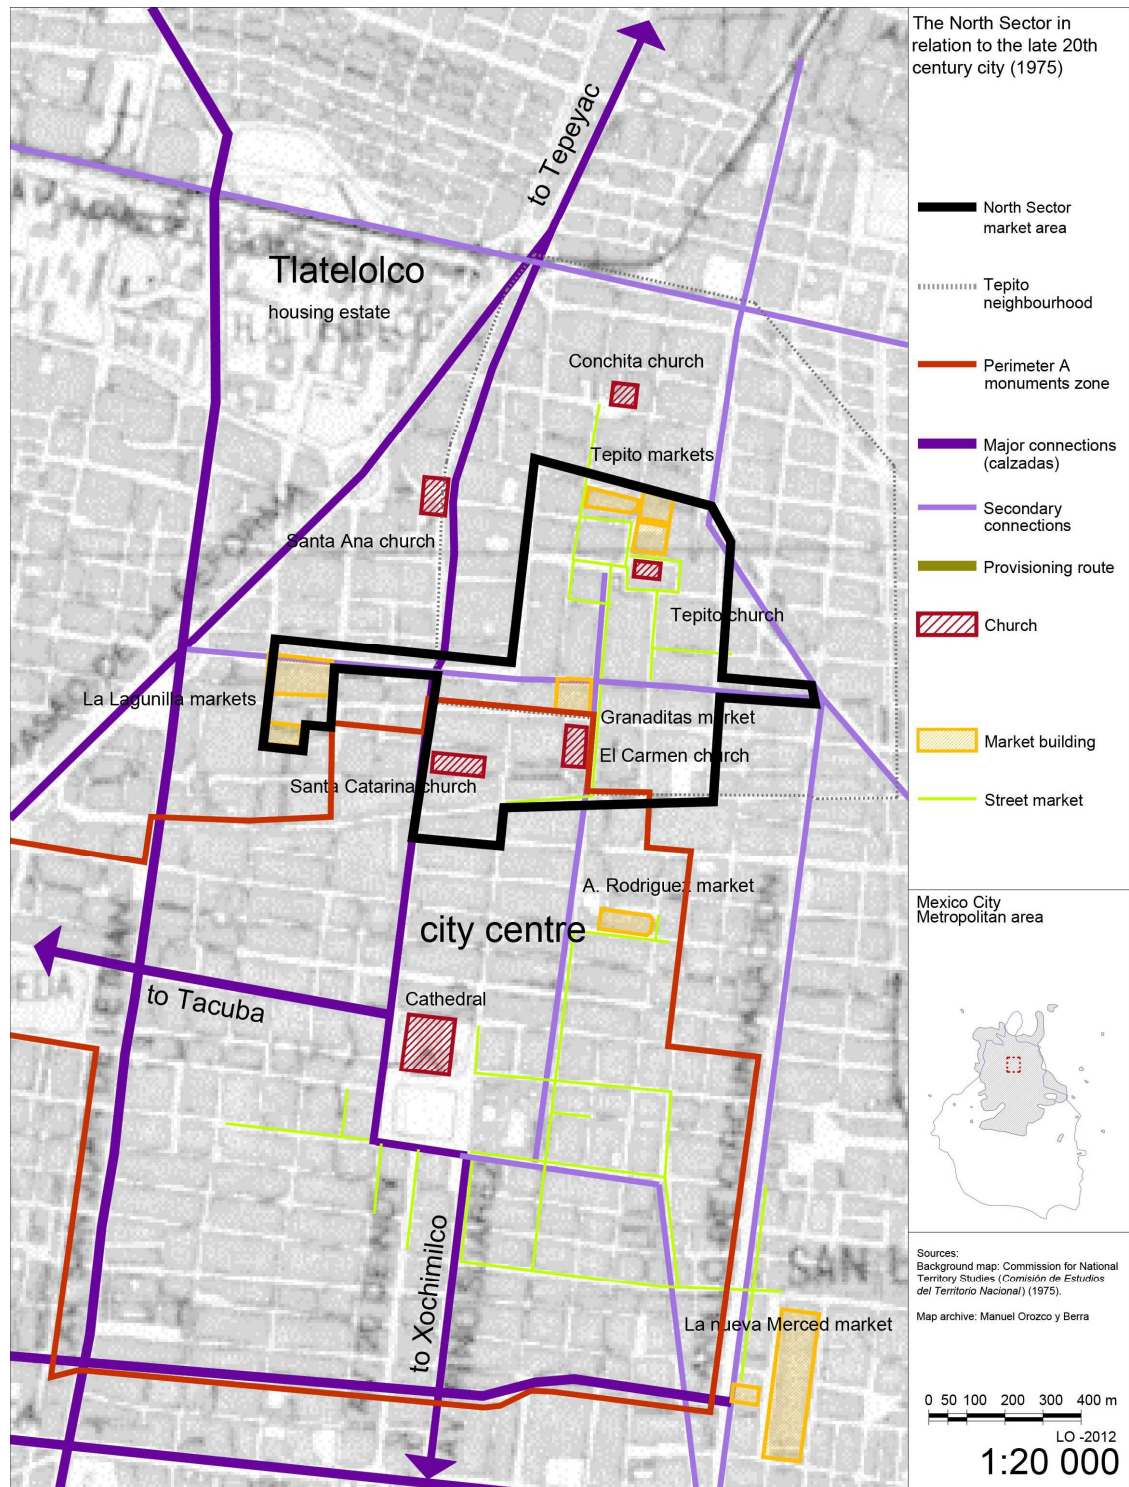 The North Sector in
relation to the late 20th
century city (1975)
to Tepeyac
North Sector
market area
Tlatelolco
housing estate
Tepito
neighbourhood
Conchita church
Perimeter A
monuments zone
Tepito markets
Major connections
(calzadas)
Santa Ana church
Secondary
connections
Provisioning route
Tepito church
Church
La Lagunilla markets
Granaditas market
El Carmen church
Market building
Santa Catarina church
Street market
A. Rodriguez market
city centre
Mexico City
Metropolitan area
to Tacuba
Cathedral
to Xochimilco
SAN L
La nueva Merced market
Sources:
Background map: Commission for National
Territory Studies (Comisión de Estudios
del Territorio Nacional) (1975).
Map archive: Manuel Orozco y Berra
0 50 100 200 300 400 m
LO -2012
1:20 000